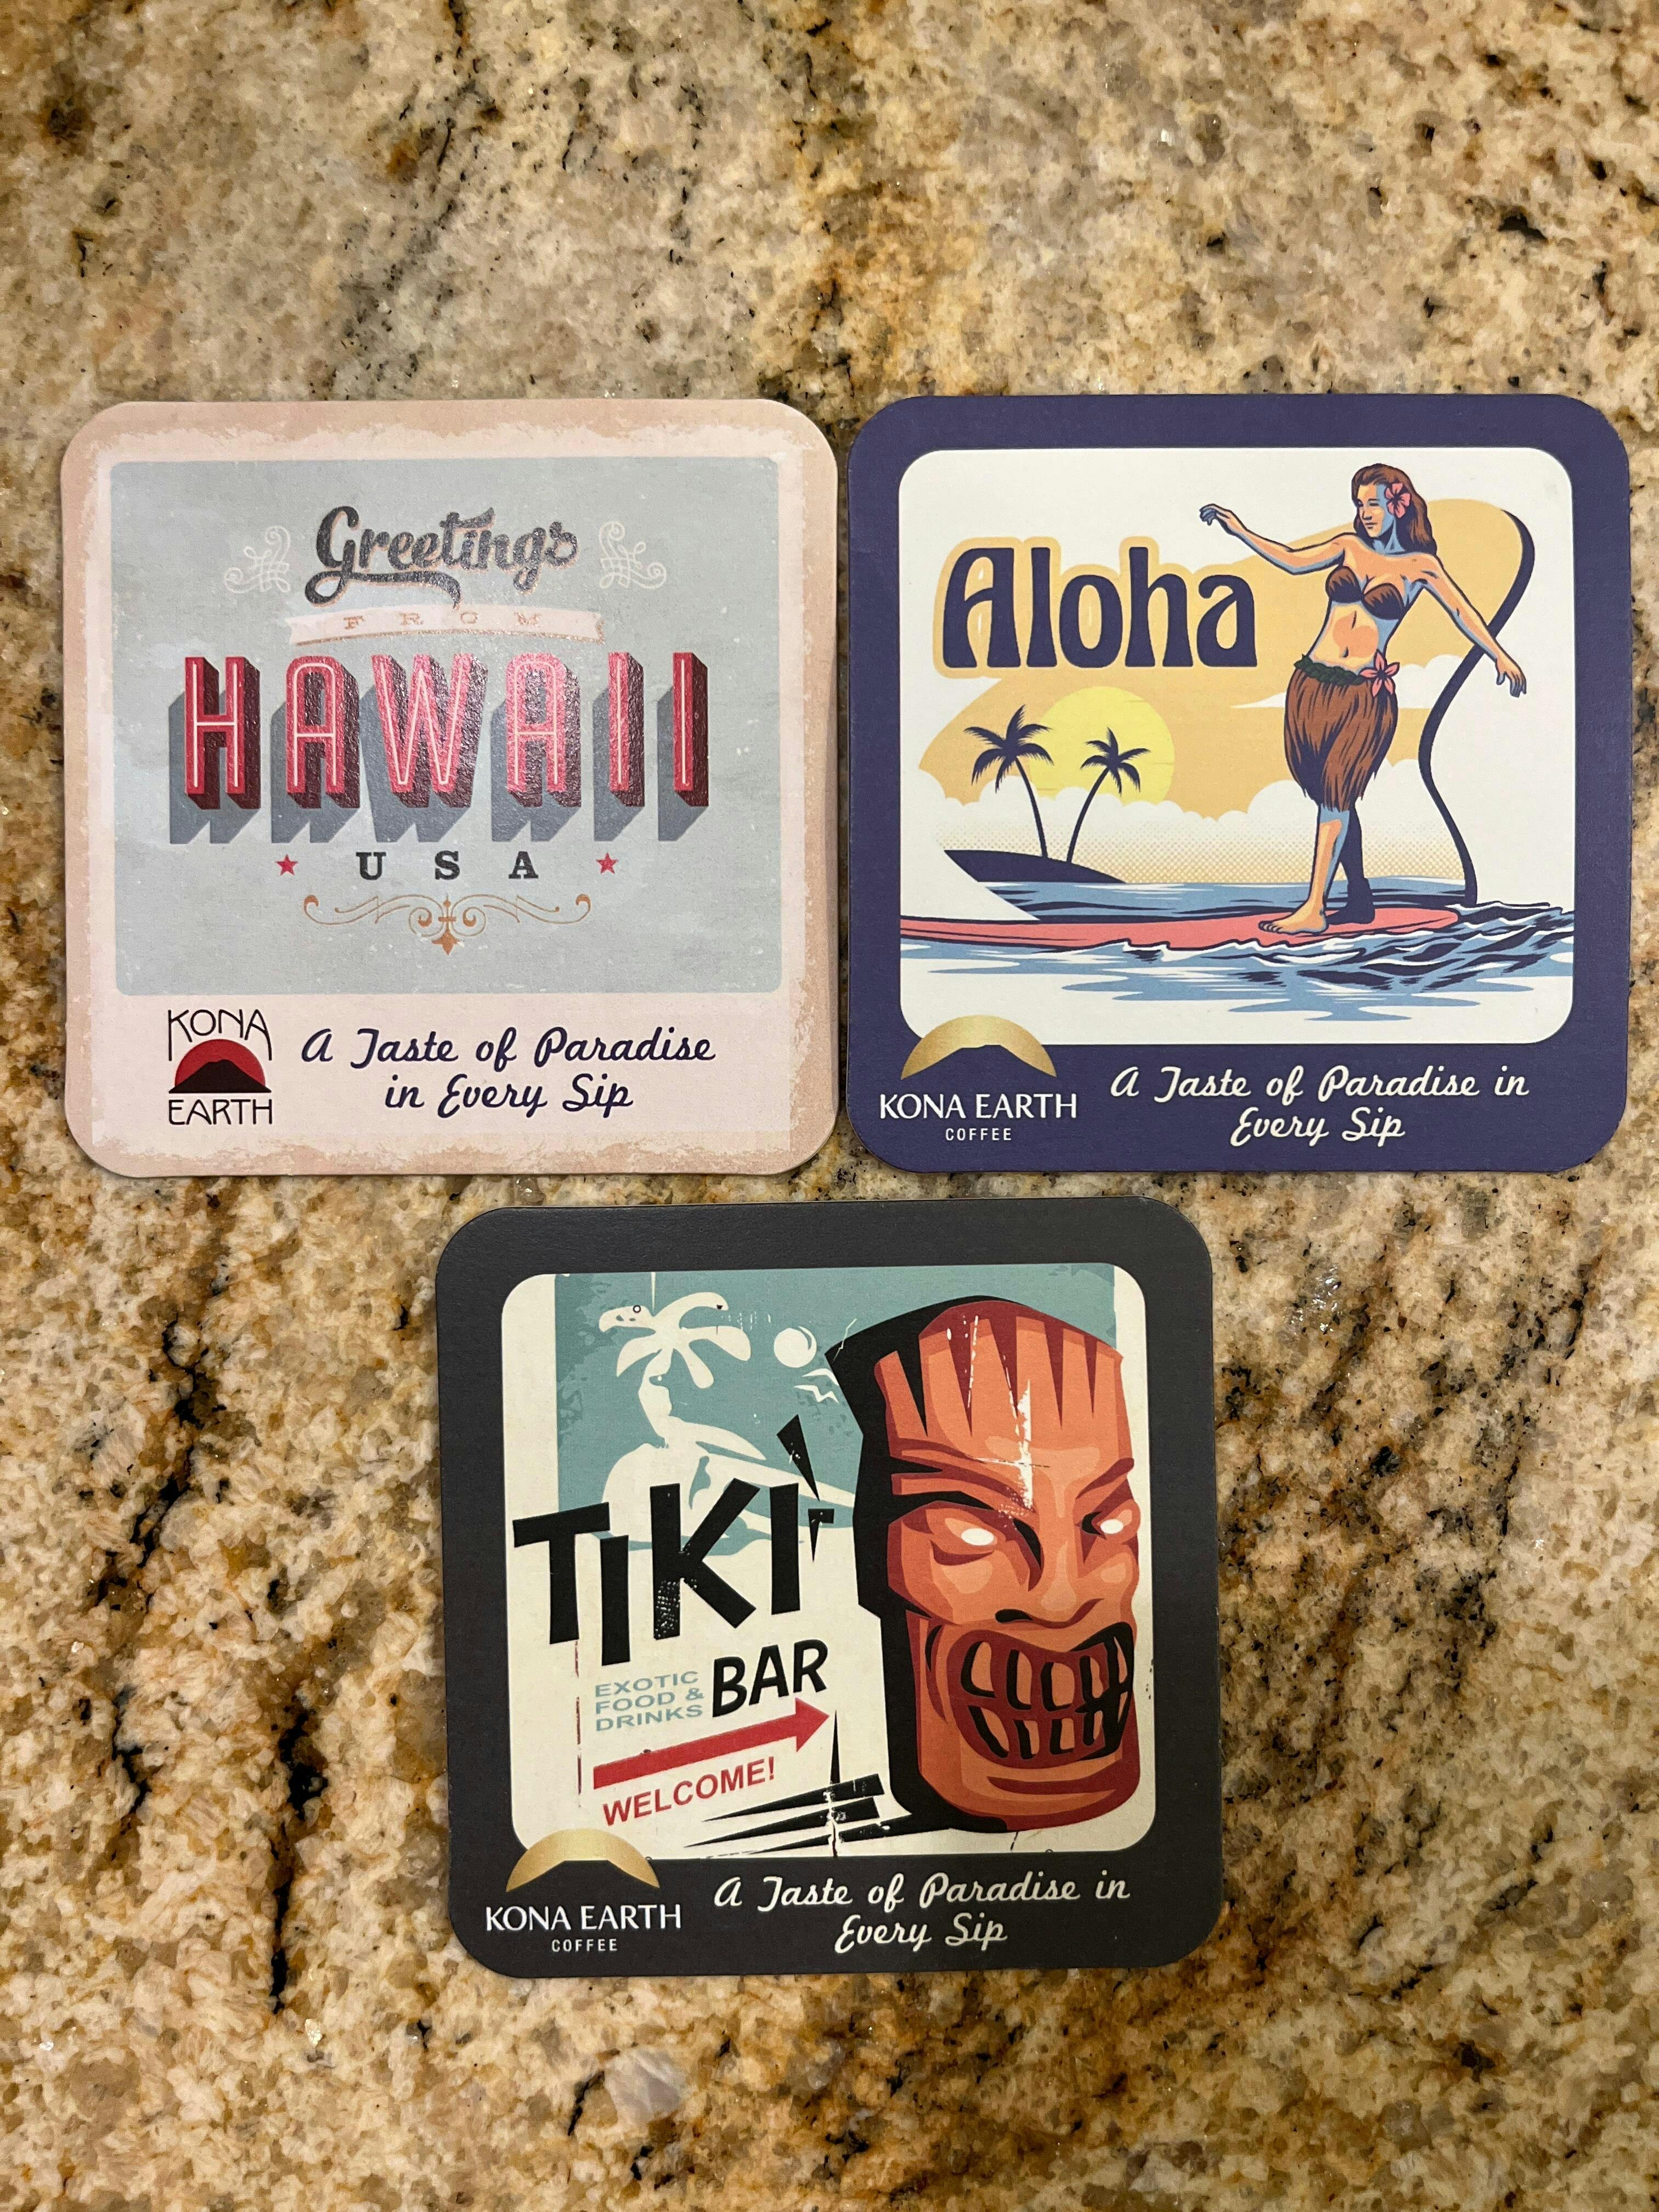 Greetings
FROM
HAWAII
USA
KONA
EARTH
A Taste of Paradise
in Every Sip
Aloha
KONA EARTH
COFFEE
A Taste of Paradise in
Every Sip
TIKI
BAR
EXOTIC
FOOD &
DRINKS
WELCOME!
KONA EARTH
COFFEE
A Taste of Paradise in
Every Sip